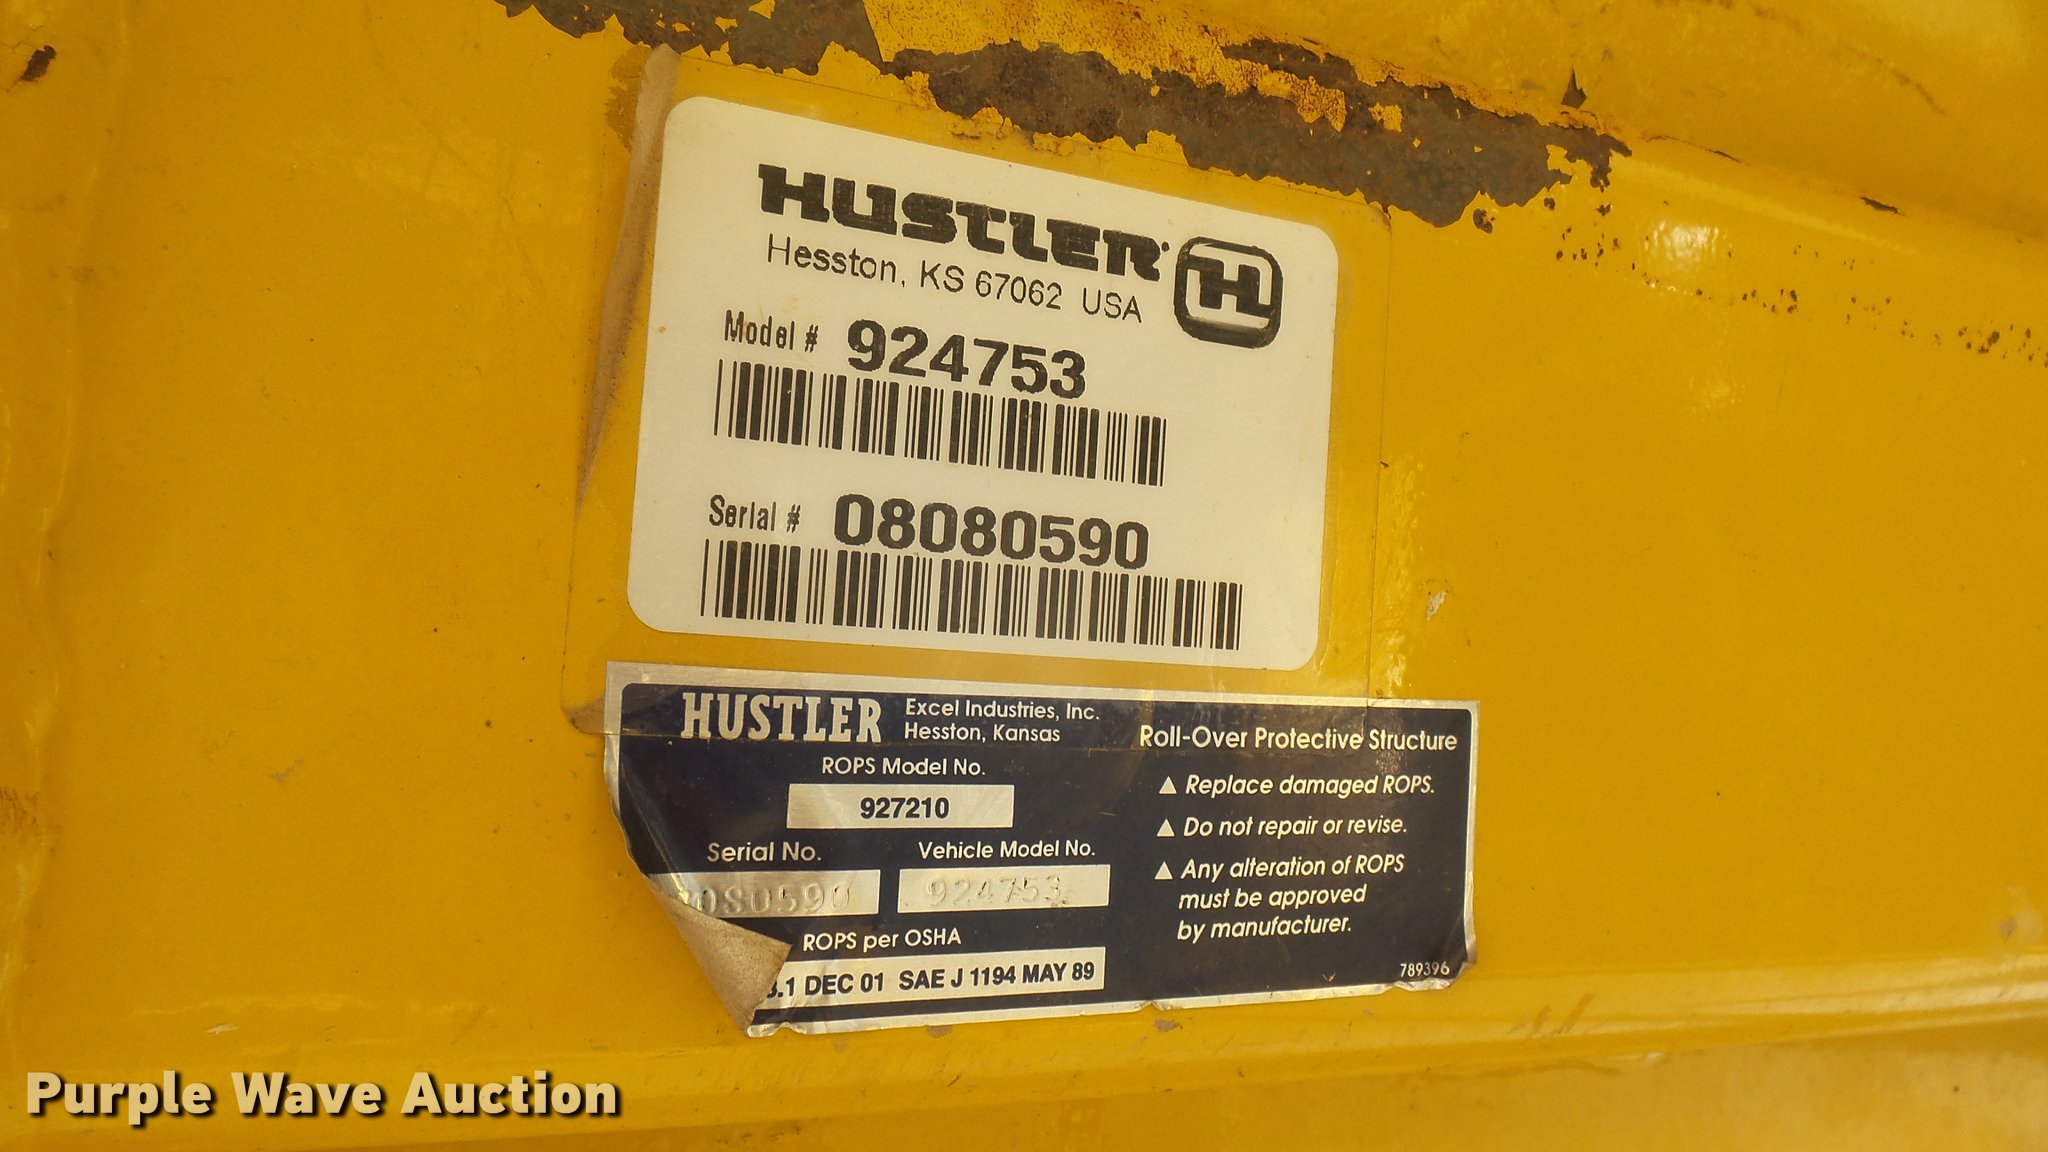 HUSTLER
Hesston, KS 67062 USA
Model # 924753
Serial # 08080590
HUSTLER Excel Industries, Inc.
Hesston, Kansas
ROPS Model No.
927210
Serial No. Vehicle Model No.
080590 924753
ROPS per OSHA
.1 DEC 01 SAE J 1194 MAY 89
Roll-Over Protective Structure
▲ Replace damaged ROPS.
▲ Do not repair or revise.
▲ Any alteration of ROPS
must be approved
by manufacturer.
789396
Purple Wave Auction